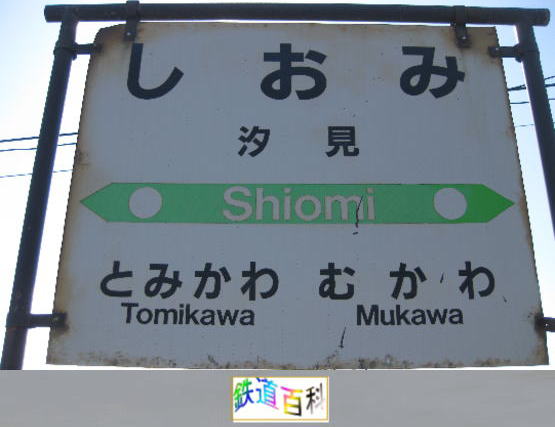 しおみ
汐見
Shiomi
とみかわ むかわ
Tomikawa Mukawa
鉄道百科